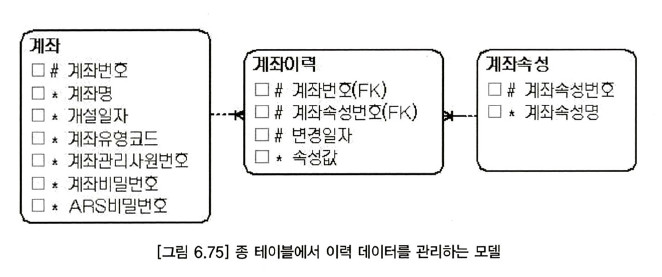 계좌
□ # 계좌번호
□ * 계좌명
□ * 개설일자
□ * 계좌유형코드
□ * 계좌관리사원번호
□ * 계좌비밀번호
□ * ARS비밀번호
계좌이력
□ # 계좌번호(FK)
□ # 계좌속성번호(FK)
□ # 변경일자
□ * 속성값
계좌속성
□ # 계좌속성번호
□ * 계좌속성명
[그림 6.75] 종 테이블에서 이력 데이터를 관리하는 모델